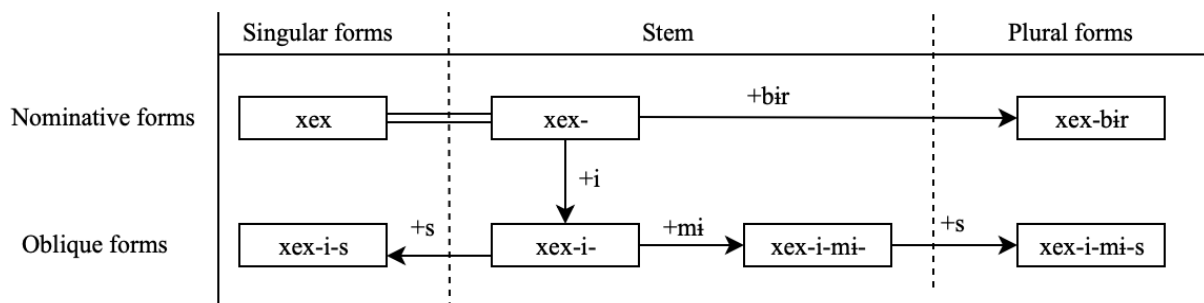 Singular forms Stem Plural forms
+bɨr
Nominative forms xex xex- xex-bɨr
+i
+s +mɨ +s
Oblique forms xex-i-s xex-i- xex-i-mɨ- xex-i-mɨ-s